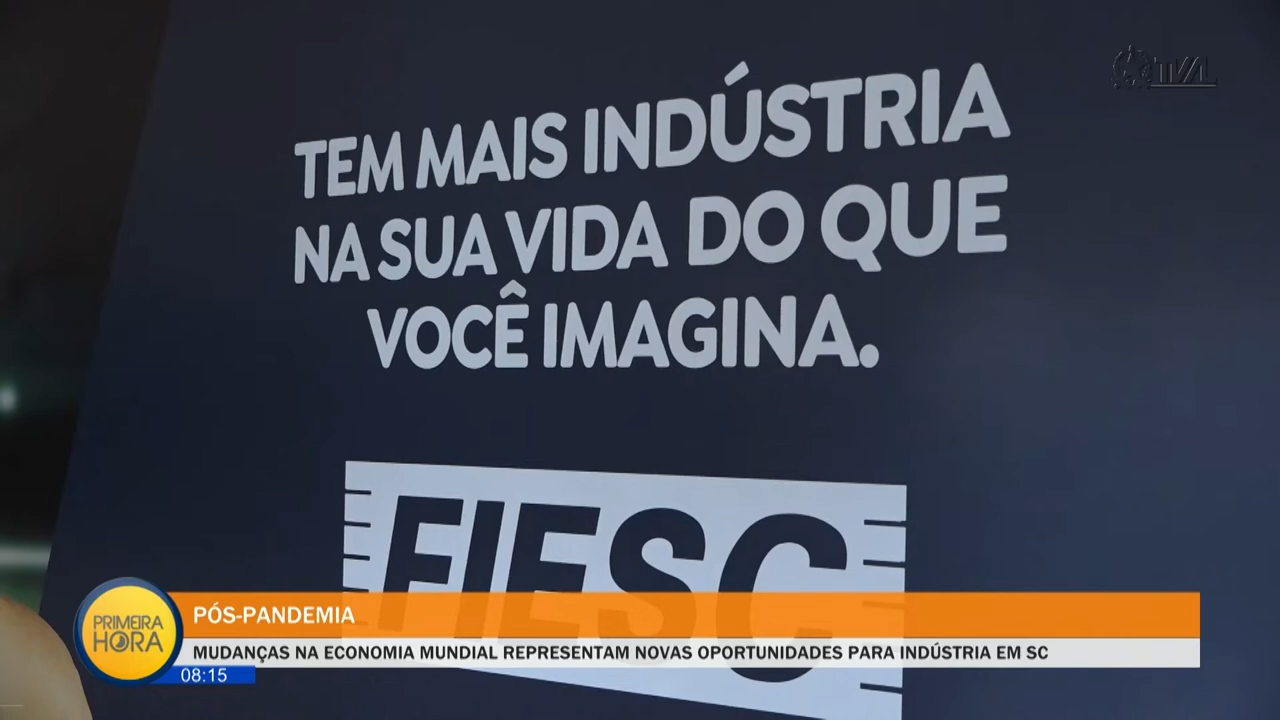 TVAL
TEM MAIS INDÚSTRIA
NA SUA VIDA DO QUE
VOCÊ IMAGINA.
FIESC
PRIMEIRA
HORA
PÓS-PANDEMIA
MUDANÇAS NA ECONOMIA MUNDIAL REPRESENTAM NOVAS OPORTUNIDADES PARA INDÚSTRIA EM SC
08:15